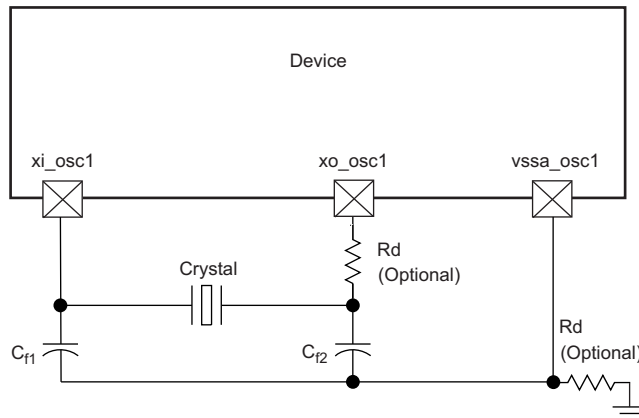 Device
xi_osc1
xo_osc1
vssa_osc1
Rd
(Optional)
Crystal
Cf1
Cf2
Rd
(Optional)